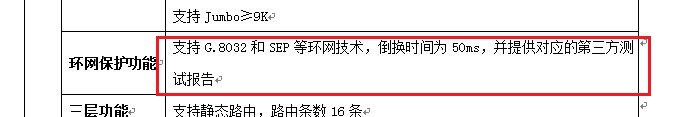 支持 Jumbo≥9K
环网保护功能
支持 G.8032 和 SEP 等环网技术，倒换时间为 50ms，并提供对应的第三方测
试报告
三层功能
支持静态路由，路由条数 16 条